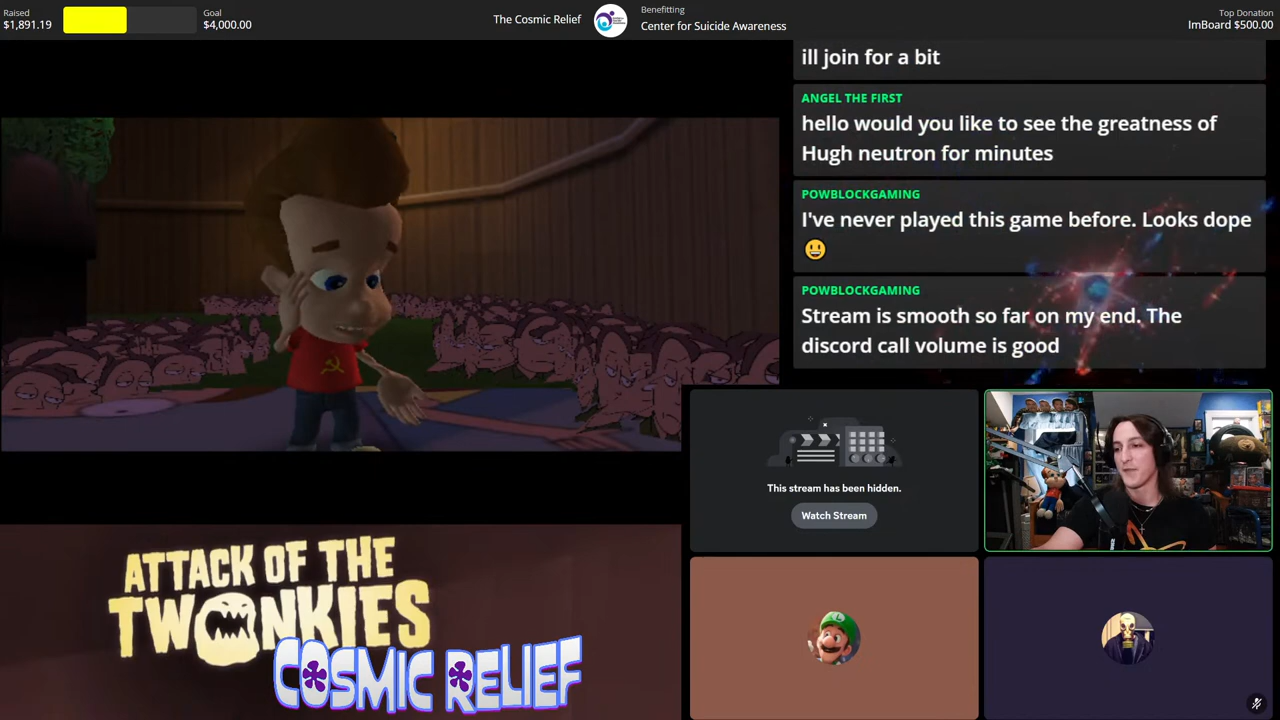 Raised
$1,891.19
Goal
$4,000.00
The Cosmic Relief
Benefitting
Center for Suicide Awareness
Top Donation
ImBoard $500.00
ill join for a bit
ANGEL THE FIRST
hello would you like to see the greatness of
Hugh neutron for minutes
POWBLOCKGAMING
I've never played this game before. Looks dope
POWBLOCKGAMING
Stream is smooth so far on my end. The
discord call volume is good
This stream has been hidden.
Watch Stream
ATTACK OF THE
TWONKIES
COSMIC RELIEF
L